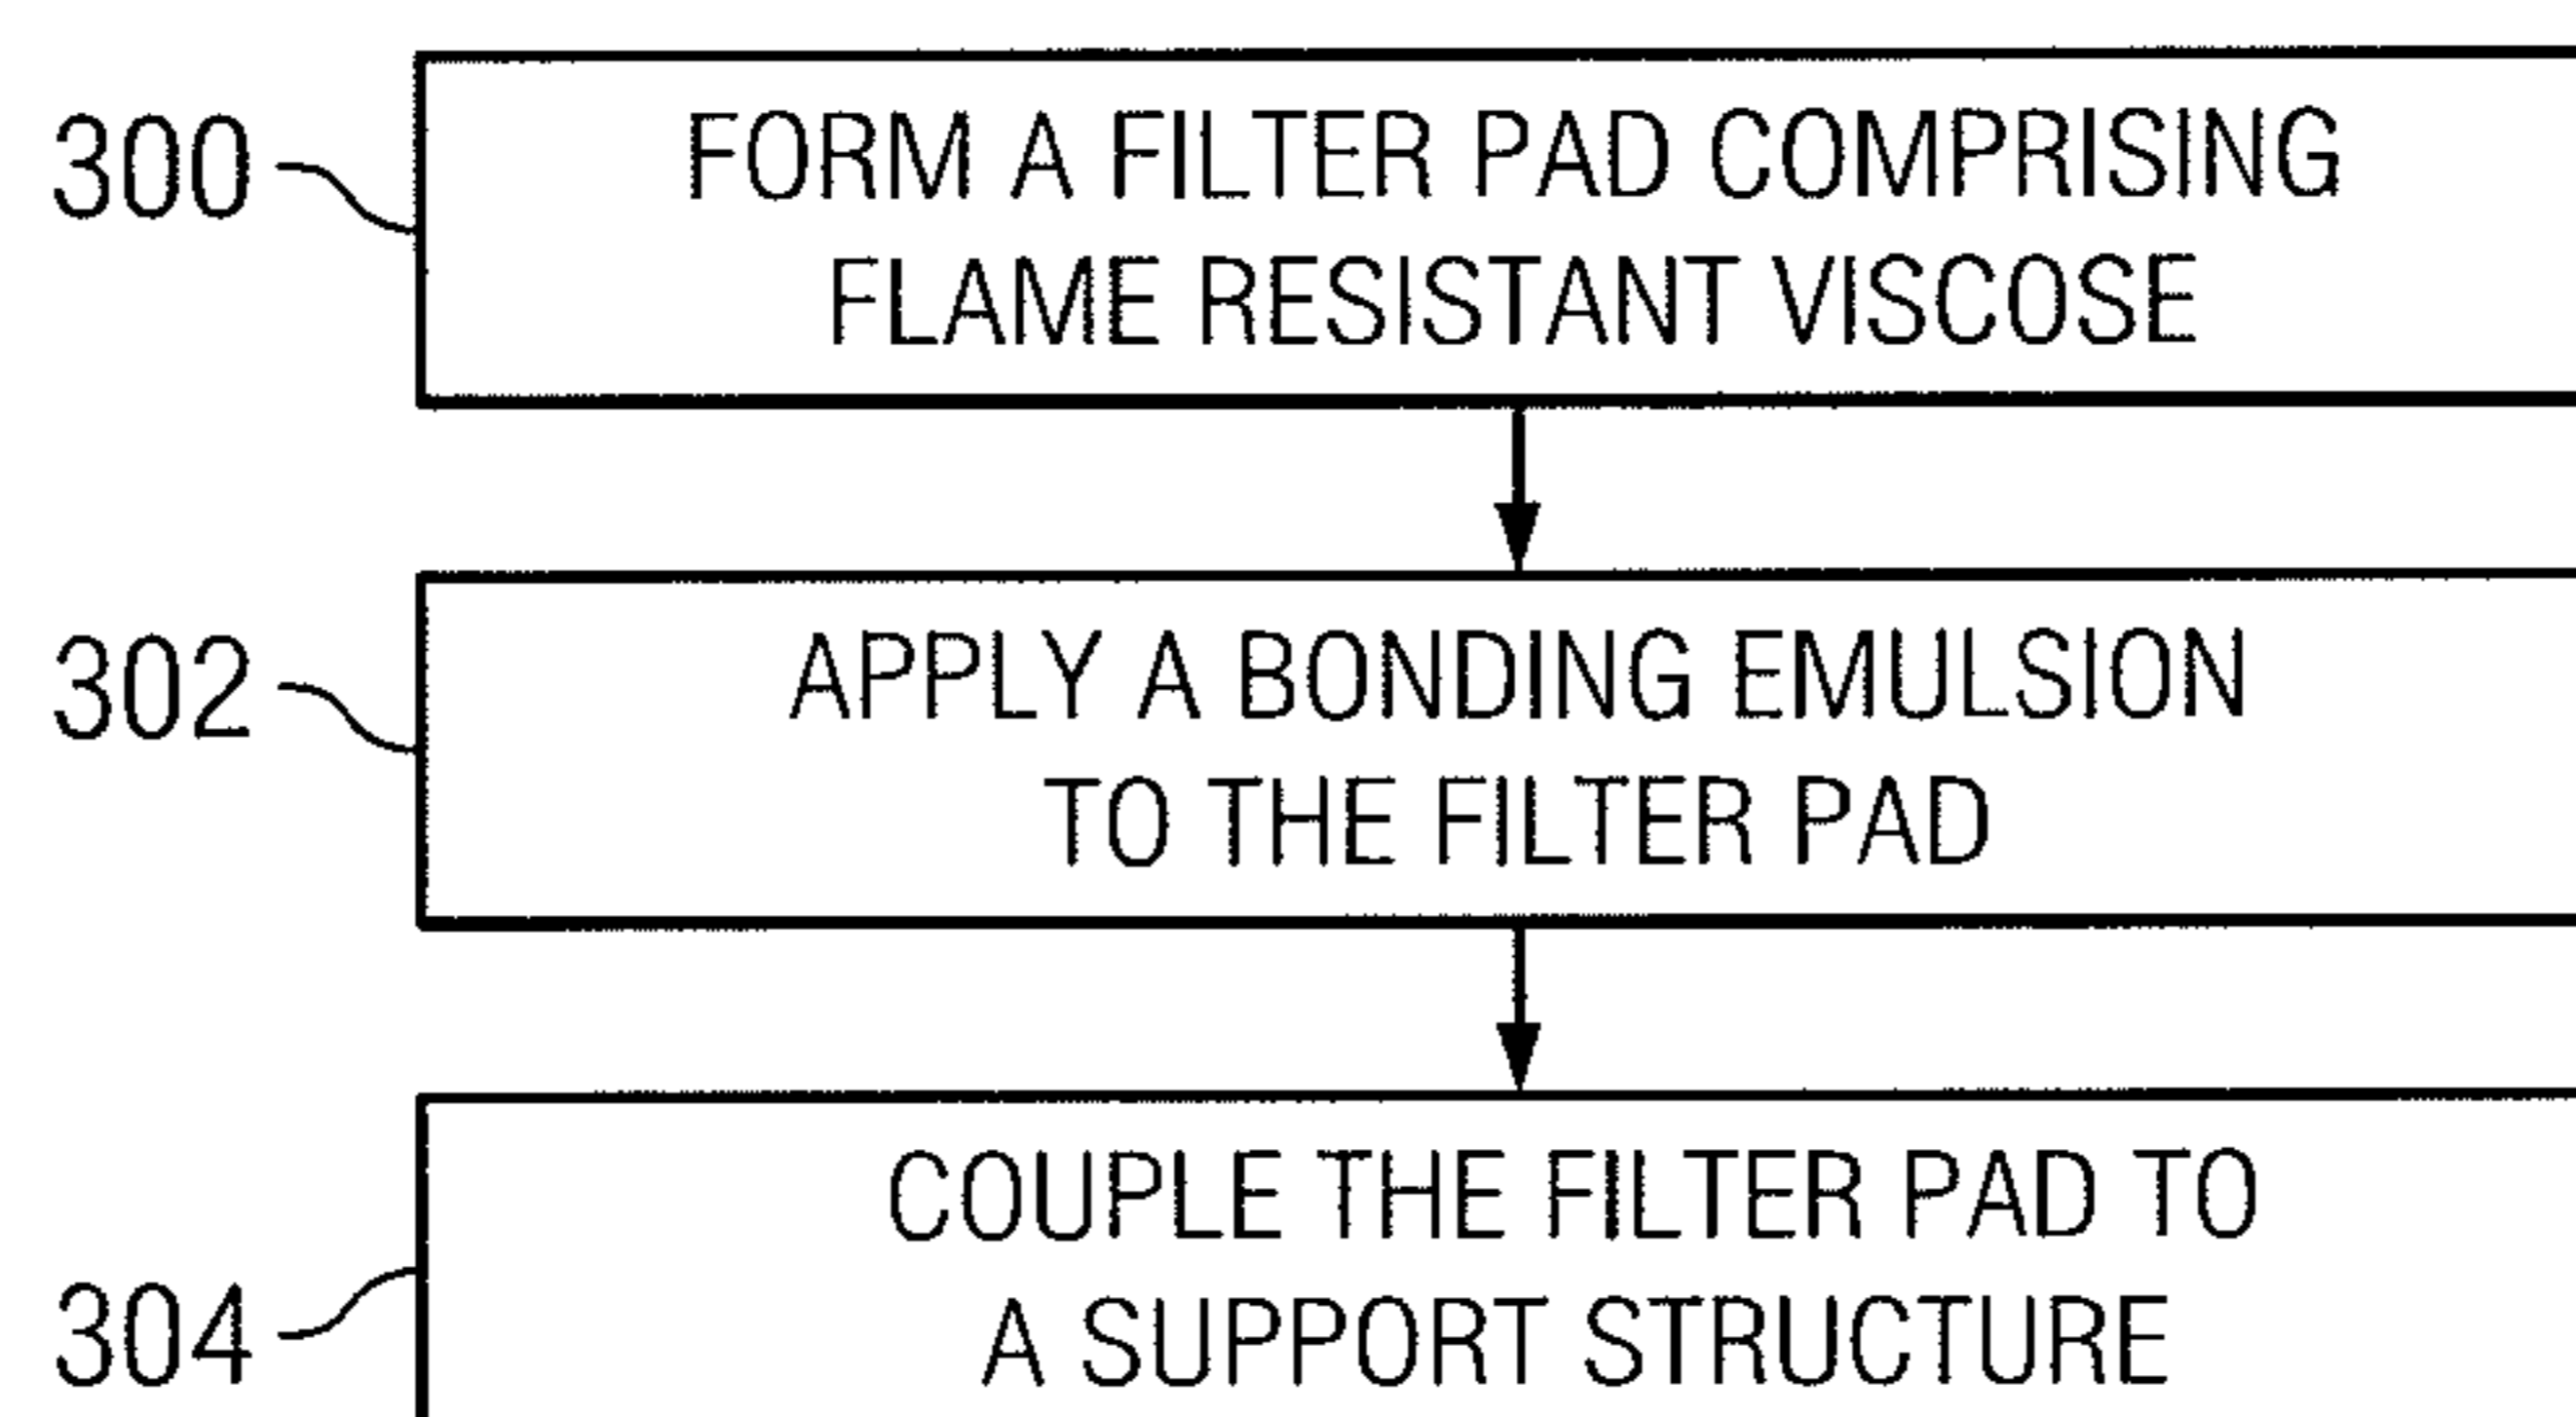 300
FORM A FILTER PAD COMPRISING
FLAME RESISTANT VISCOSE
302
APPLY A BONDING EMULSION
TO THE FILTER PAD
304
COUPLE THE FILTER PAD TO
A SUPPORT STRUCTURE